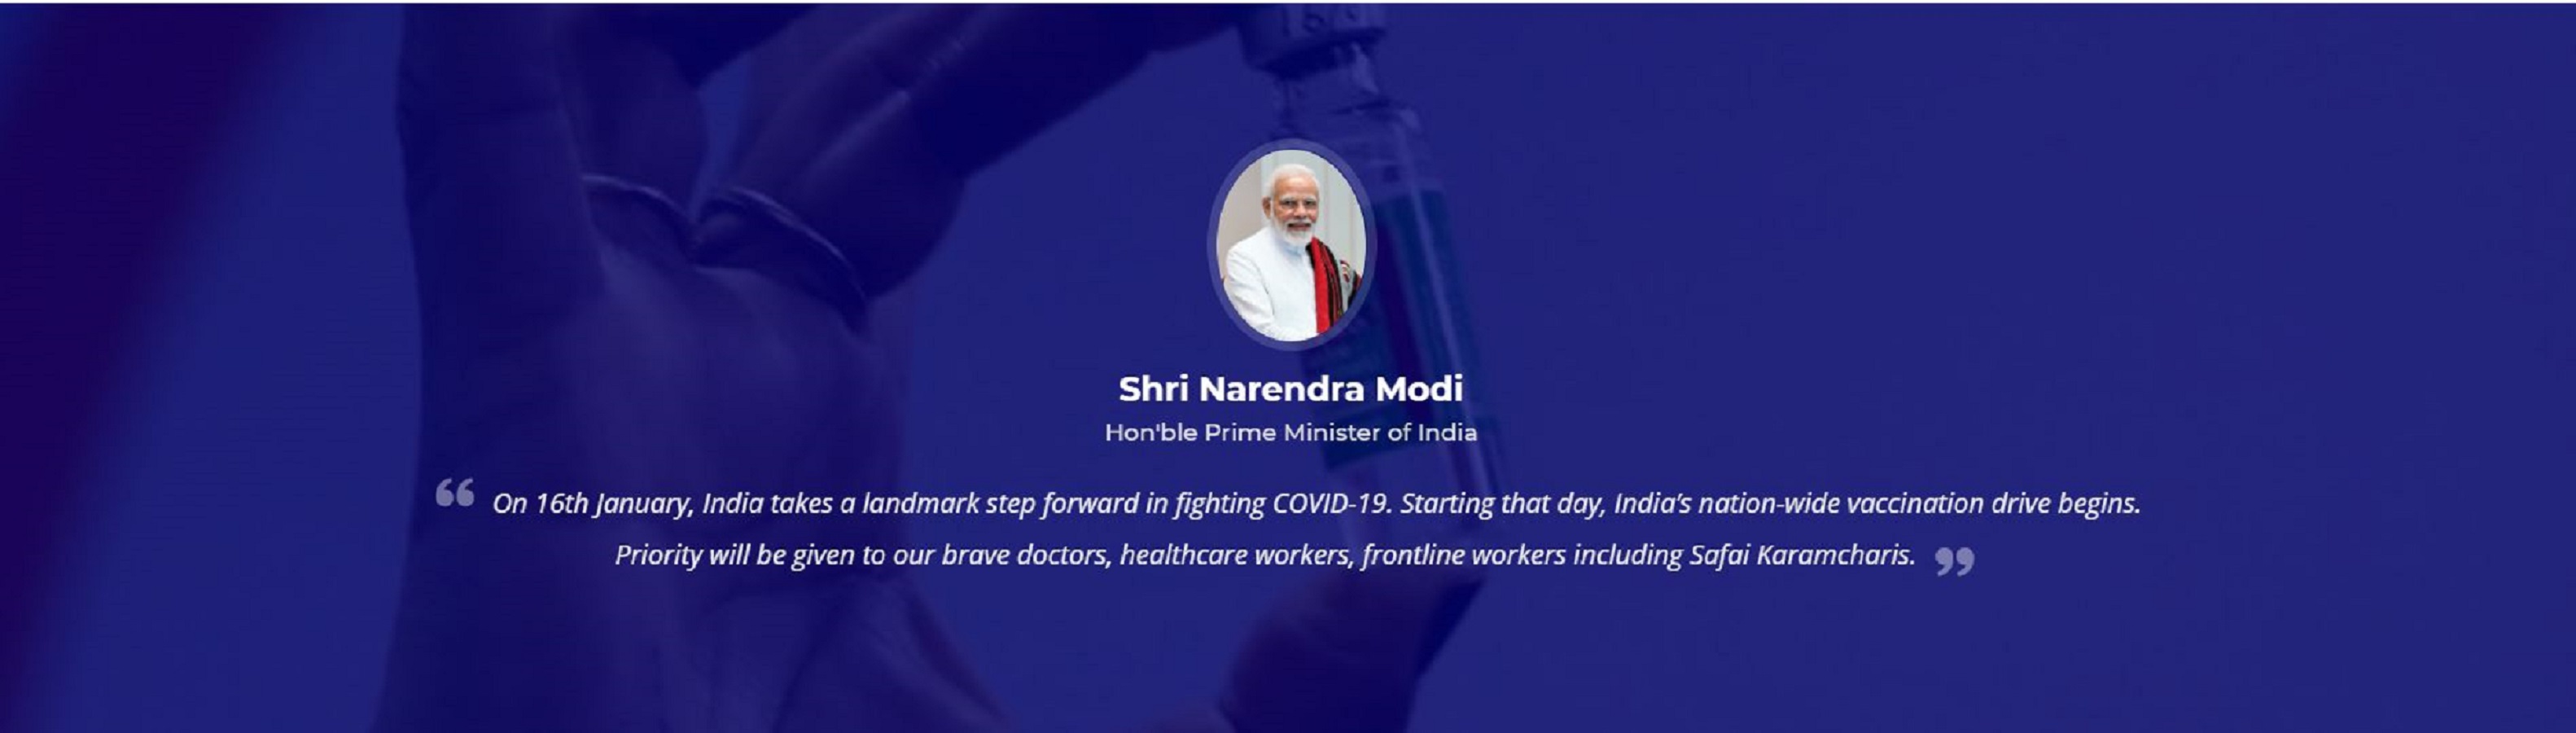 Shri Narendra Modi
Hon'ble Prime Minister of India
“ On 16th January, India takes a landmark step forward in fighting COVID-19. Starting that day, India’s nation-wide vaccination drive begins.
Priority will be given to our brave doctors, healthcare workers, frontline workers including Safai Karamcharis. ”